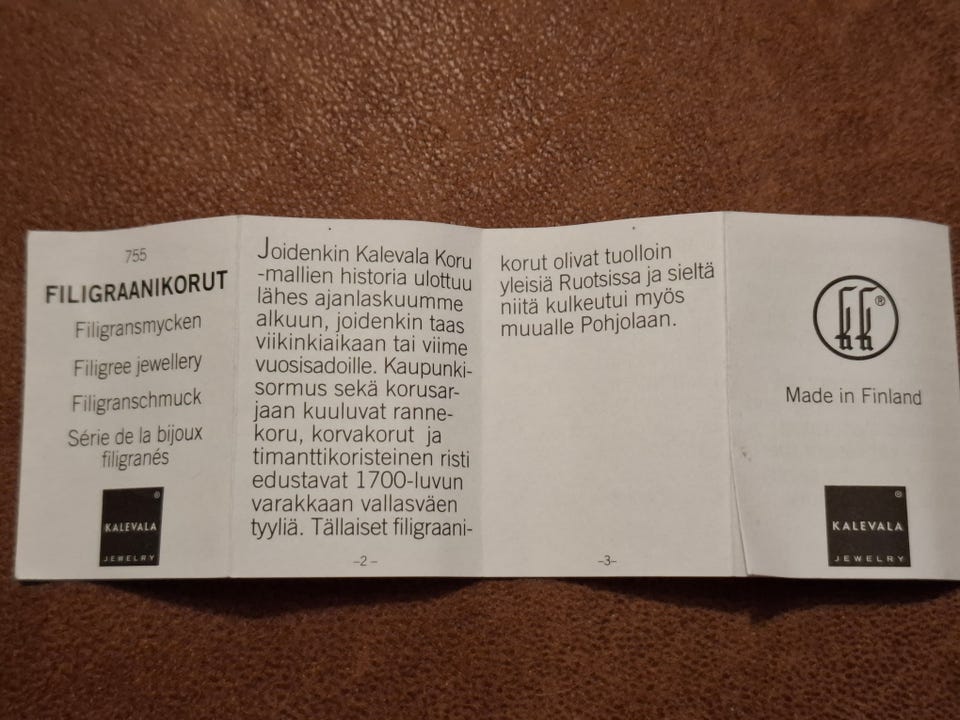 755
FILIGRAANIKORUT
Filigransmycken
Filigree jewellery
Filigranschmuck
Série de la bijoux
filigranés
®
KALEVALA
JEWELRY
Joidenkin Kalevala Koru
-mallien historia ulottuu
lähes ajanlaskuumme
alkuun, joidenkin taas
viikinkiaikaan tai viime
vuosisadoille. Kaupunki-
sormus sekä korusar-
jaan kuuluvat ranne-
koru, korvakorut ja
timanttikoristeinen risti
edustavat 1700-luvun
varakkaan vallasväen
tyyliä. Tällaiset filigraani-
–2–
korut olivat tuolloin
yleisiä Ruotsissa ja sieltä
niitä kulkeutui myös
muualle Pohjolaan.
–3–
kk®
Made in Finland
®
KALEVALA
JEWELRY